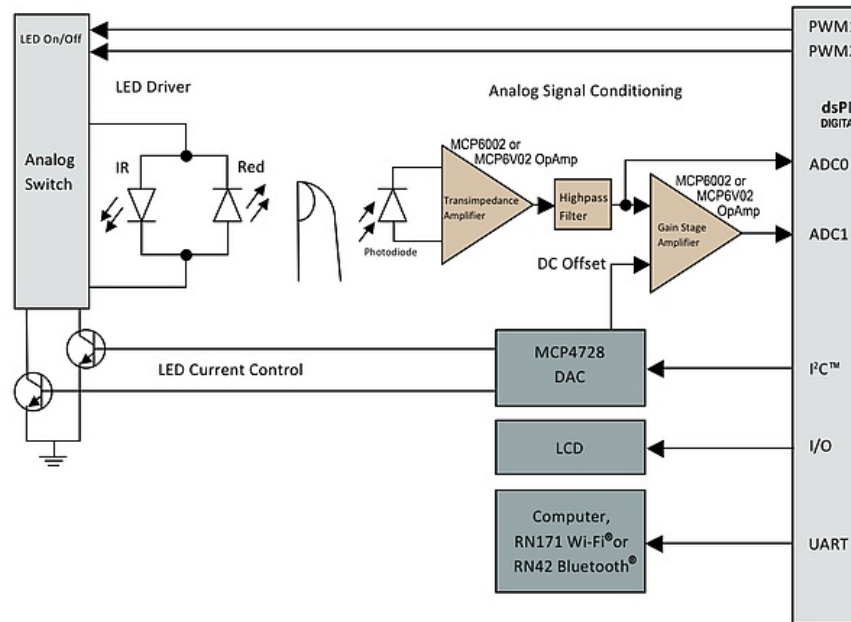 LED On/Off
PWM1
PWM2
LED Driver
Analog Signal Conditioning
dsPI
DIGITA
MCP6002 or
MCP6V02 OpAmp
IR
Red
Analog
Switch
ADC0
MCP6002 or
MCP6V02
OpAmp
Transimpedance
Amplifier
Highpass
Filter
Gain Stage
Amplifier
ADC1
Photodiode
DC Offset
MCP4728
DAC
I²C™
LED Current Control
LCD
I/O
Computer,
RN171 Wi-Fi® or
RN42 Bluetooth®
UART